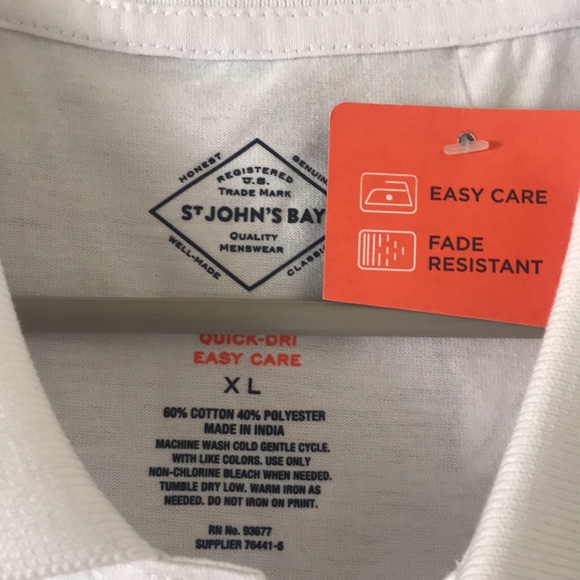 HONEST
GENUINE
REGISTERED
U.S.
TRADE MARK
ST JOHN'S BAY
QUALITY
MENSWEAR
WELL-MADE
CLASSIC
EASY CARE
FADE
RESISTANT
QUICK-DRI
EASY CARE
XL
60% COTTON 40% POLYESTER
MADE IN INDIA
MACHINE WASH COLD GENTLE CYCLE.
WITH LIKE COLORS. USE ONLY
NON-CHLORINE BLEACH WHEN NEEDED.
TUMBLE DRY LOW. WARM IRON AS
NEEDED. DO NOT IRON ON PRINT.
RN No. 93677
SUPPLIER 76441-5